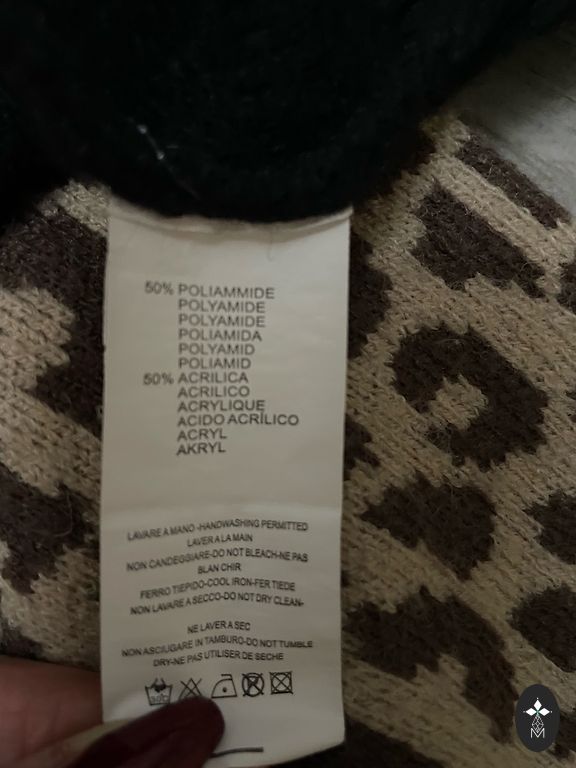 50% POLIAMMIDE
POLYAMIDE
POLYAMIDE
POLIAMIDA
POLYAMID
POLIAMID
50% ACRILICA
ACRILICO
ACRYLIQUE
ACIDO ACRÍLICO
ACRYL
AKRYL
LAVARE A MANO -HANDWASHING PERMITTED
LAVER A LA MAIN
NON CANDEGGIARE-DO NOT BLEACH-NE PAS
BLAN CHIR
FERRO TIEPIDO-COOL IRON-FER TIEDE
NON LAVARE A SECCO-DO NOT DRY CLEAN-
NE LAVER A SEC
NON ASCIUGARE IN TAMBURO-DO NOT TUMBLE
DRY-NE PAS UTILISER DE SECHE
30°C
M